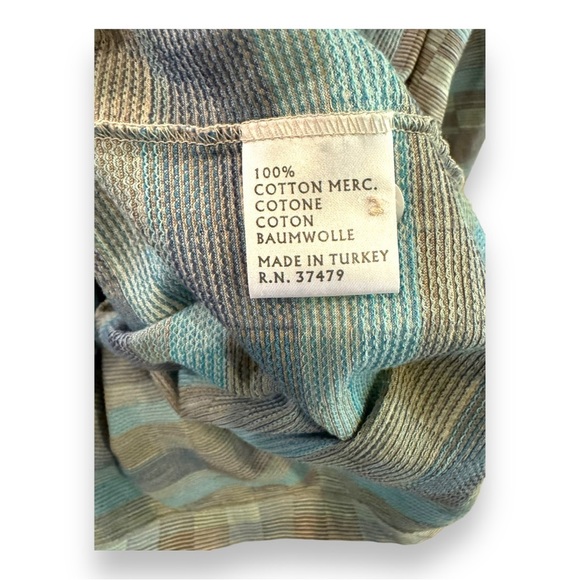 100%
COTTON MERC.
COTONE
COTON
BAUMWOLLE
MADE IN TURKEY
R.N. 37479